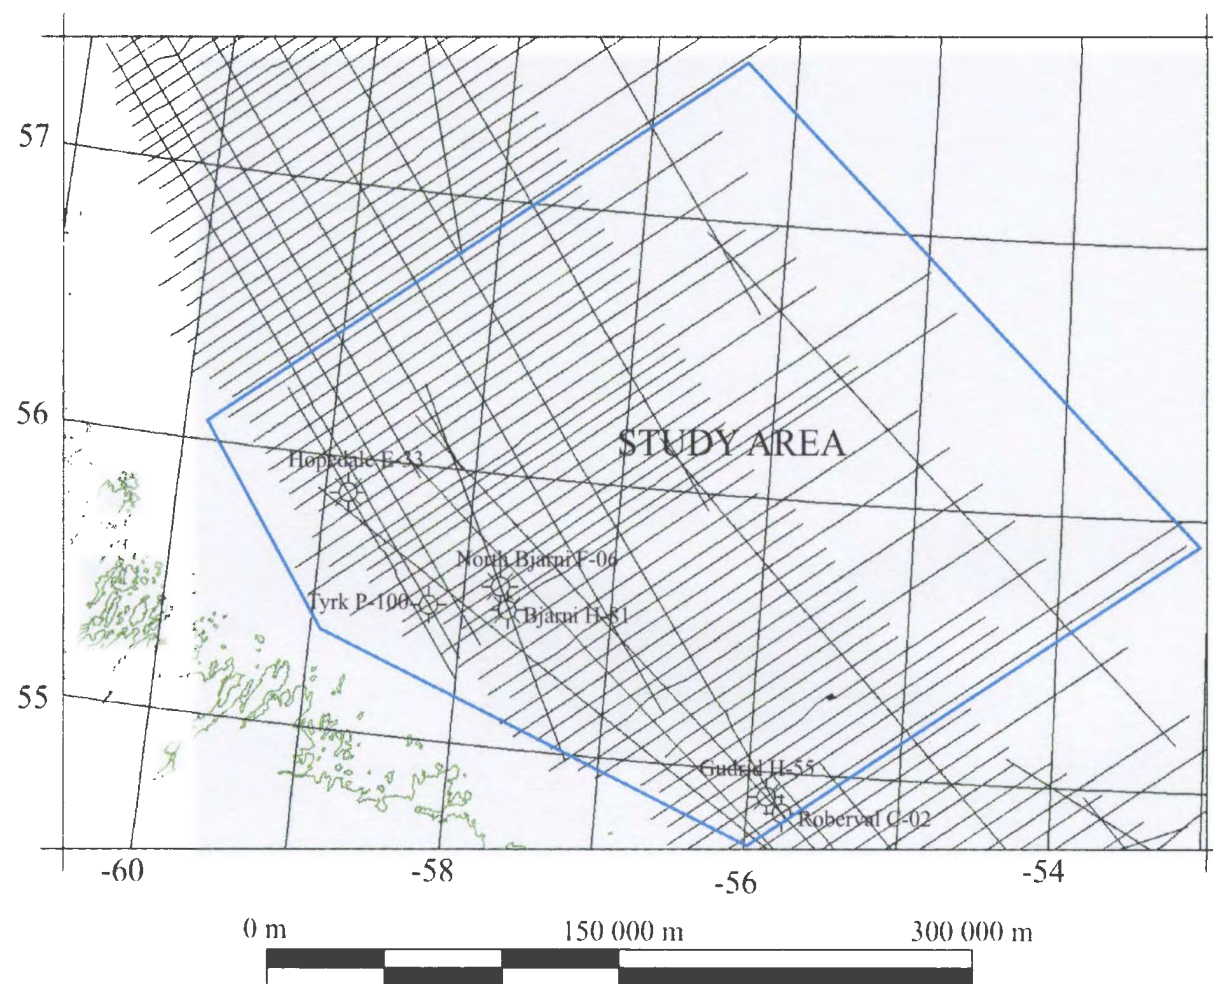 57
56
STUDY AREA
Hopedale E-33
North Bjarni F-06
Tyrk P-100
Bjarni H-81
55
Gudrid H-55
Roberval C-02
-60
-58
-56
-54
0 m
150 000 m
300 000 m